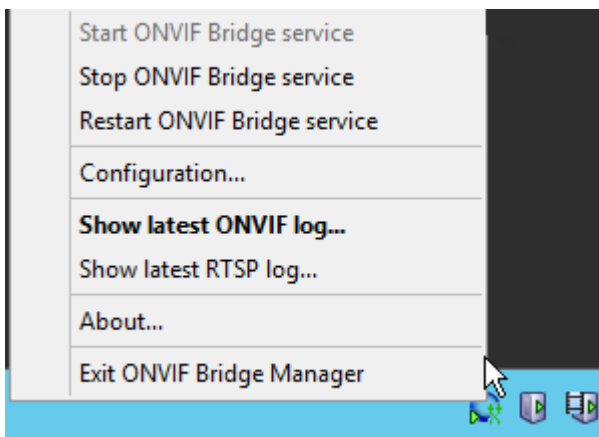 Start ONVIF Bridge service
Stop ONVIF Bridge service
Restart ONVIF Bridge service
Configuration...
Show latest ONVIF log...
Show latest RTSP log...
About...
Exit ONVIF Bridge Manager